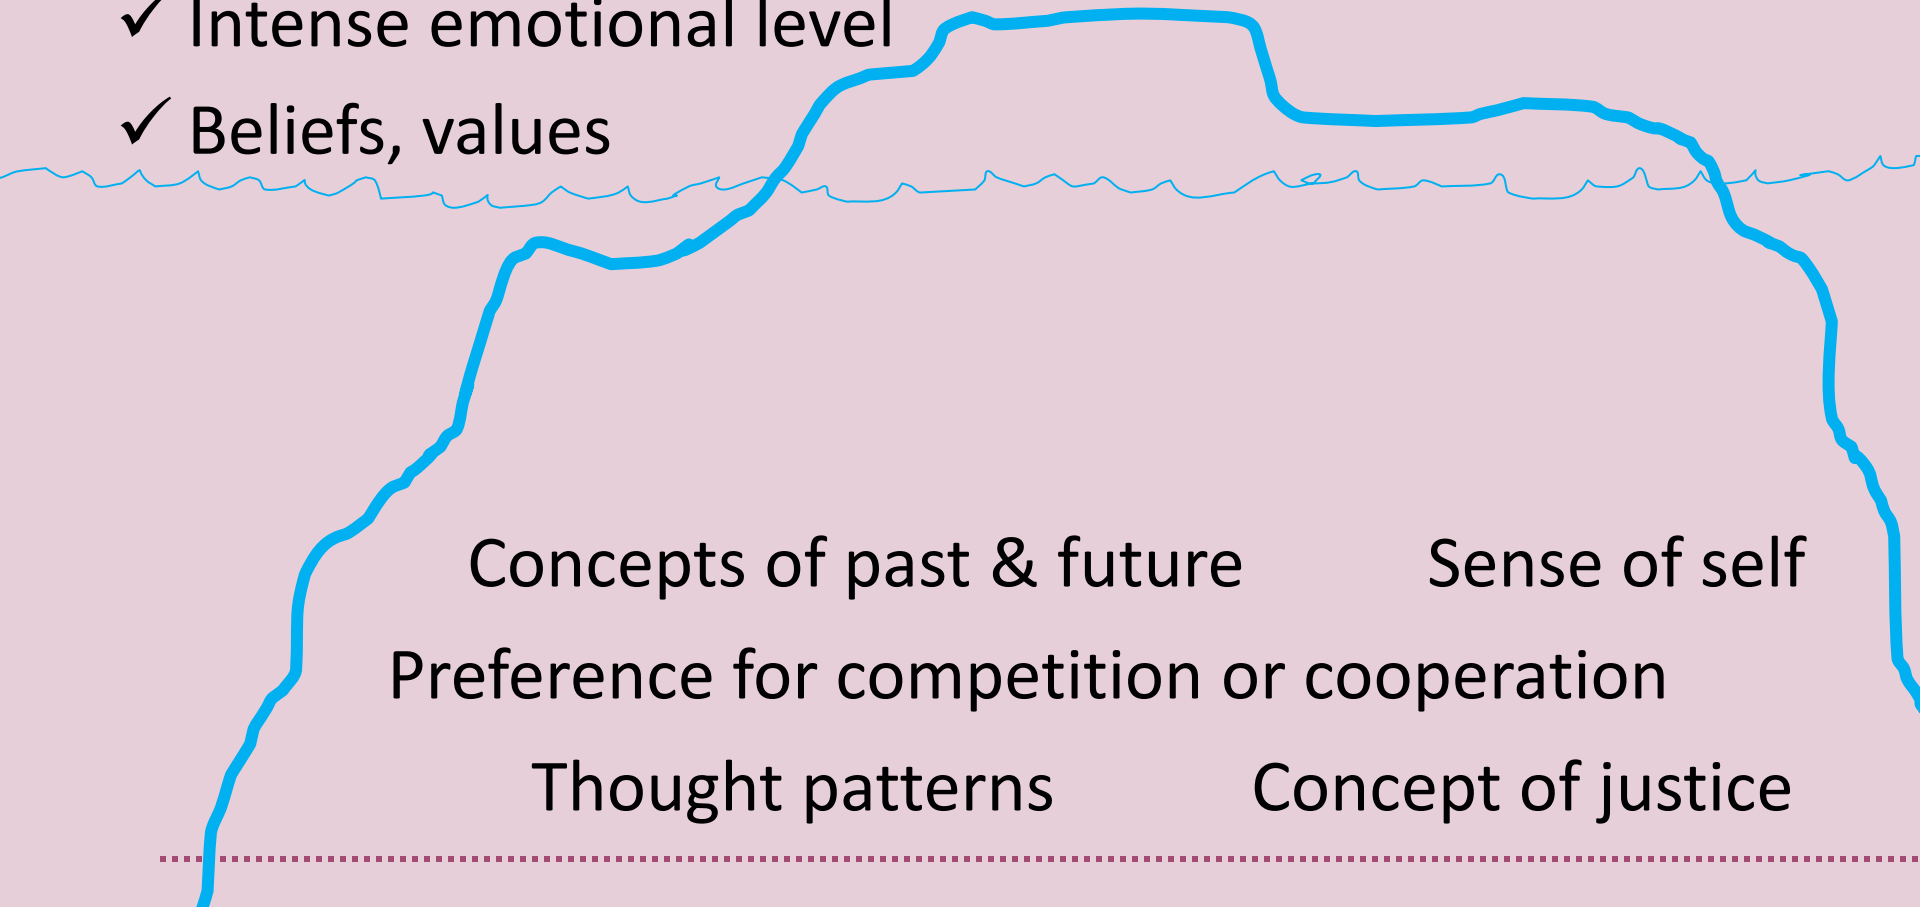 ✓ Intense emotional level
✓ Beliefs, values
Concepts of past & future Sense of self
Preference for competition or cooperation
Thought patterns Concept of justice